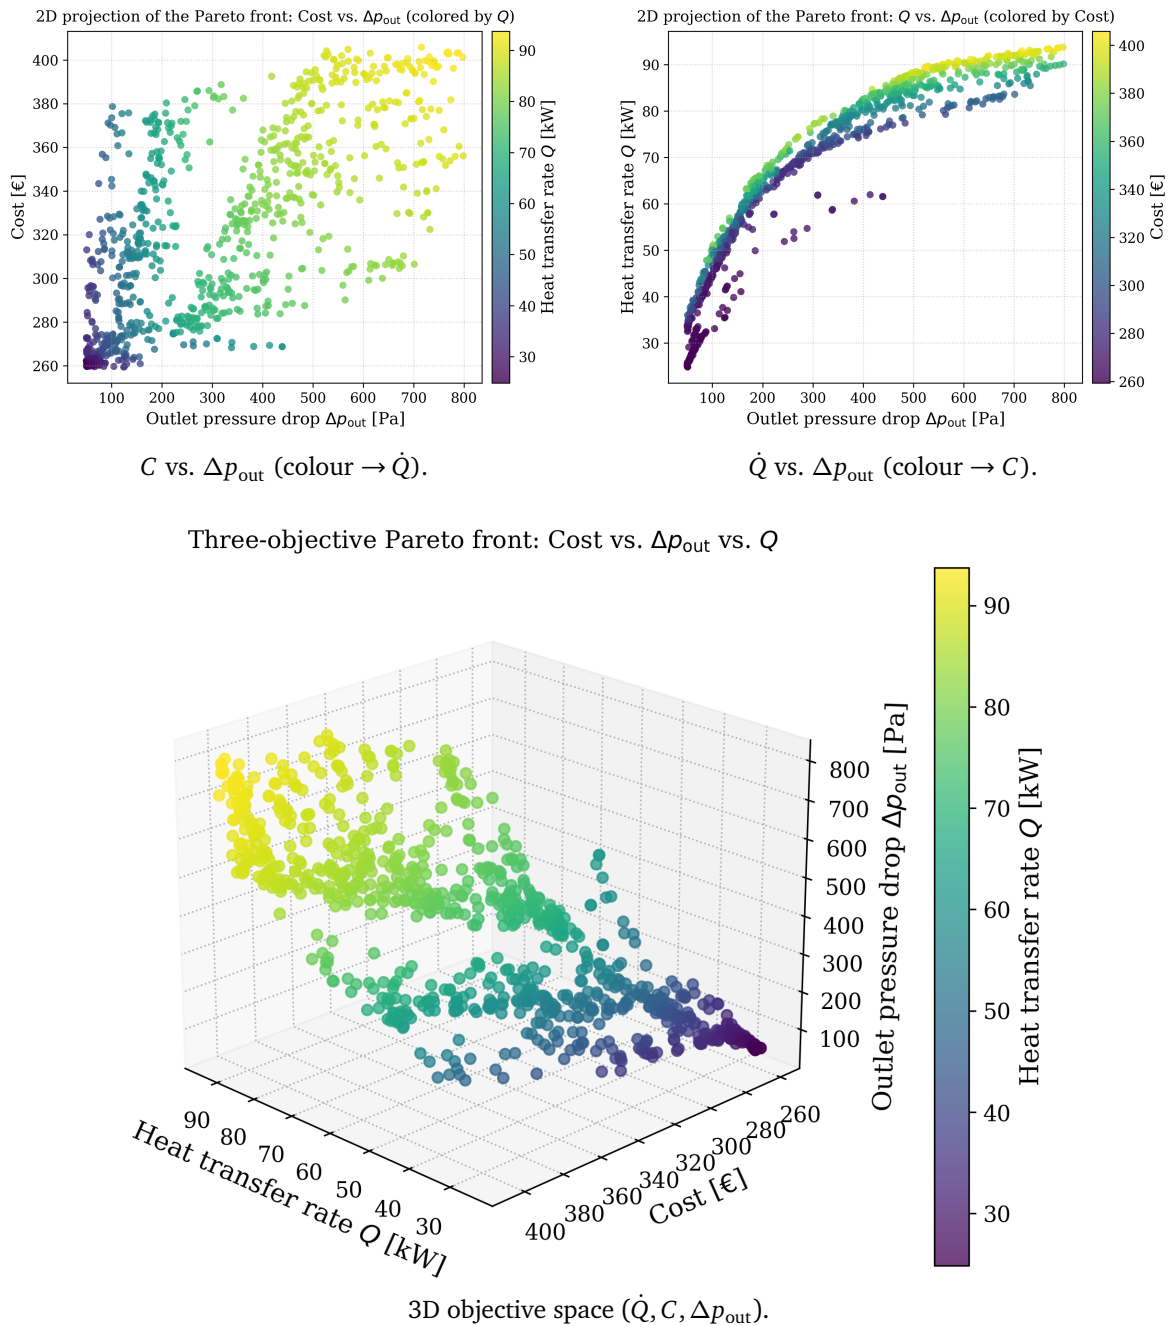 2D projection of the Pareto front: Cost vs. Δp_out (colored by Q)
400
380
360
340
320
300
280
260
Cost [€]
100 200 300 400 500 600 700 800
Outlet pressure drop Δp_out [Pa]
90
80
70
60
50
40
30
Heat transfer rate Q [kW]
C vs. Δp_out (colour → Q̇).
2D projection of the Pareto front: Q vs. Δp_out (colored by Cost)
90
80
70
60
50
40
30
Heat transfer rate Q [kW]
100 200 300 400 500 600 700 800
Outlet pressure drop Δp_out [Pa]
400
380
360
340
320
300
280
260
Cost [€]
Q̇ vs. Δp_out (colour → C).
Three-objective Pareto front: Cost vs. Δp_out vs. Q
800
700
600
500
400
300
200
100
Outlet pressure drop Δp_out [Pa]
90 80 70 60 50 40 30
Heat transfer rate Q [kW]
400 380 360 340 320 300 280 260
Cost [€]
90
80
70
60
50
40
30
Heat transfer rate Q [kW]
3D objective space (Q̇, C, Δp_out).